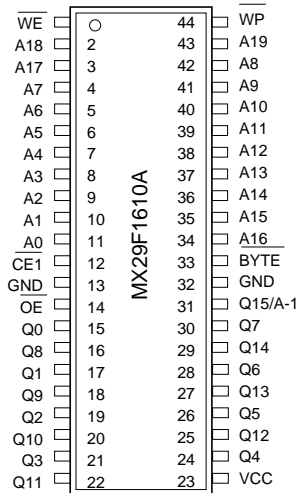 WE 44 WP
A18 2 43 A19
A17 3 42 A8
A7 4 41 A9
A6 5 40 A10
A5 6 39 A11
A4 7 38 A12
A3 8 37 A13
A2 9 36 A14
A1 10 35 A15
A0 11 34 A16
CE1 12 33 BYTE
GND 13 32 GND
OE 14 31 Q15/A-1
Q0 15 30 Q7
Q8 16 29 Q14
Q1 17 28 Q6
Q9 18 27 Q13
Q2 19 26 Q5
Q10 20 25 Q12
Q3 21 24 Q4
Q11 22 23 VCC
MX29F1610A